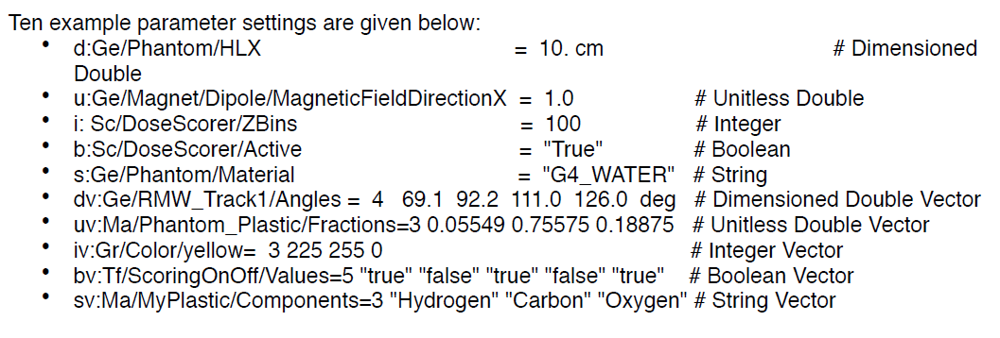 Ten example parameter settings are given below:
• d:Ge/Phantom/HLX = 10. cm # Dimensioned
Double
• u:Ge/Magnet/Dipole/MagneticFieldDirectionX = 1.0 # Unitless Double
• i: Sc/DoseScorer/ZBins = 100 # Integer
• b:Sc/DoseScorer/Active = "True" # Boolean
• s:Ge/Phantom/Material = "G4_WATER" # String
• dv:Ge/RMW_Track1/Angles = 4 69.1 92.2 111.0 126.0 deg # Dimensioned Double Vector
• uv:Ma/Phantom_Plastic/Fractions=3 0.05549 0.75575 0.18875 # Unitless Double Vector
• iv:Gr/Color/yellow= 3 225 255 0 # Integer Vector
• bv:Tf/ScoringOnOff/Values=5 "true" "false" "true" "false" "true" # Boolean Vector
• sv:Ma/MyPlastic/Components=3 "Hydrogen" "Carbon" "Oxygen" # String Vector